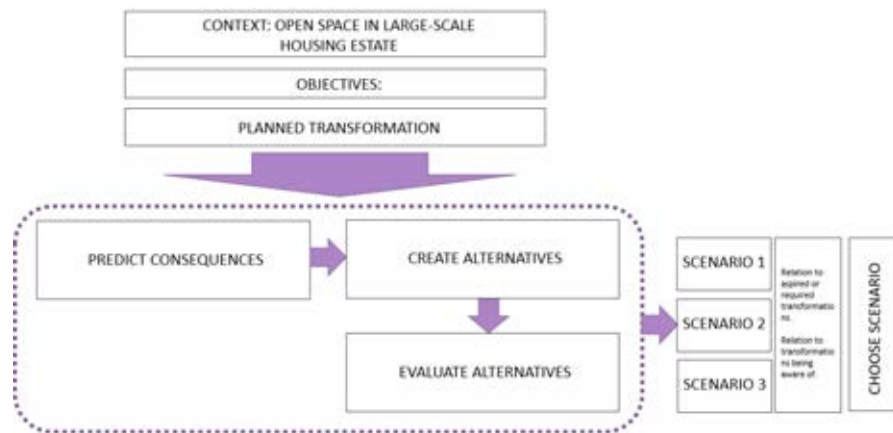 CONTEXT: OPEN SPACE IN LARGE-SCALE
HOUSING ESTATE
OBJECTIVES:
PLANNED TRANSFORMATION
PREDICT CONSEQUENCES
CREATE ALTERNATIVES
EVALUATE ALTERNATIVES
SCENARIO 1
SCENARIO 2
SCENARIO 3
Relation to
aspired or
required
transformatio
ns.
Relation to
transformatio
ns being
aware of.
CHOOSE SCENARIO